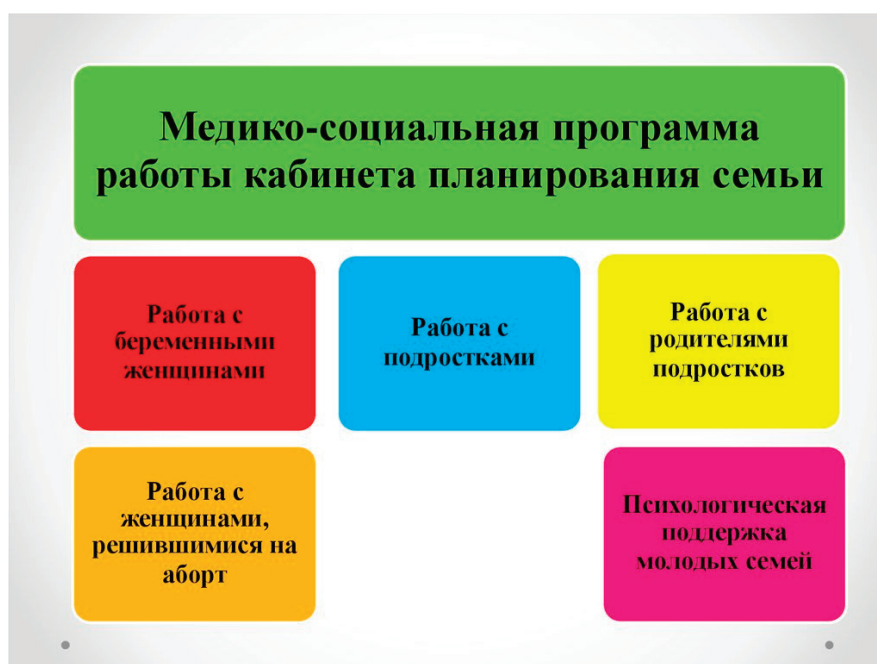 Медико-социальная программа
работы кабинета планирования семьи
Работа с
беременными
женщинами
Работа с
подростками
Работа с
родителями
подростков
Работа с
женщинами,
решившимися на
аборт
Психологическая
поддержка
молодых семей